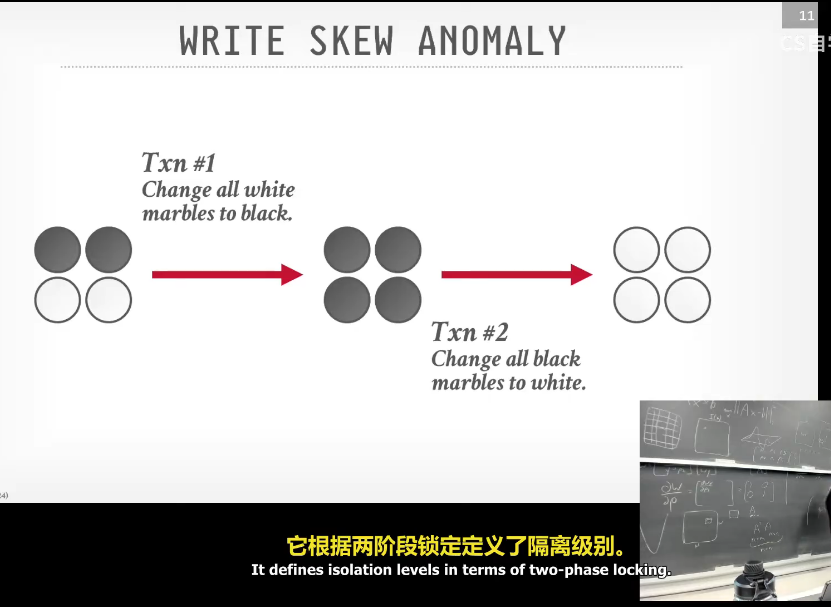 11
WRITE SKEW ANOMALY
CS自
Txn #1
Change all white
marbles to black.
Txn #2
Change all black
marbles to white.
24)
它根据两阶段锁定定义了隔离级别。
It defines isolation levels in terms of two-phase locking.